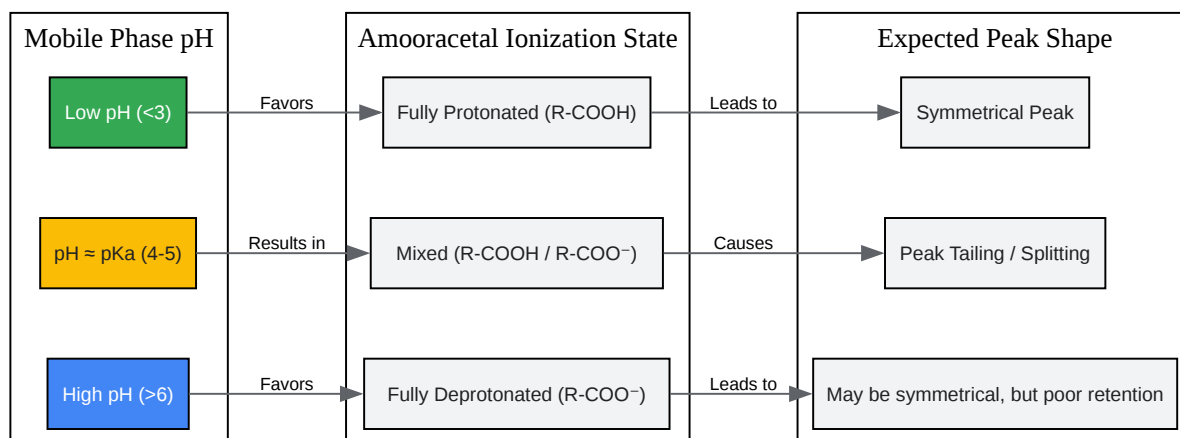 Mobile Phase pH
Amooracetal Ionization State
Expected Peak Shape
Low pH (<3)
Favors
Fully Protonated (R-COOH)
Leads to
Symmetrical Peak
pH ≈ pKa (4-5)
Results in
Mixed (R-COOH / R-COO⁻)
Causes
Peak Tailing / Splitting
High pH (>6)
Favors
Fully Deprotonated (R-COO⁻)
Leads to
May be symmetrical, but poor retention